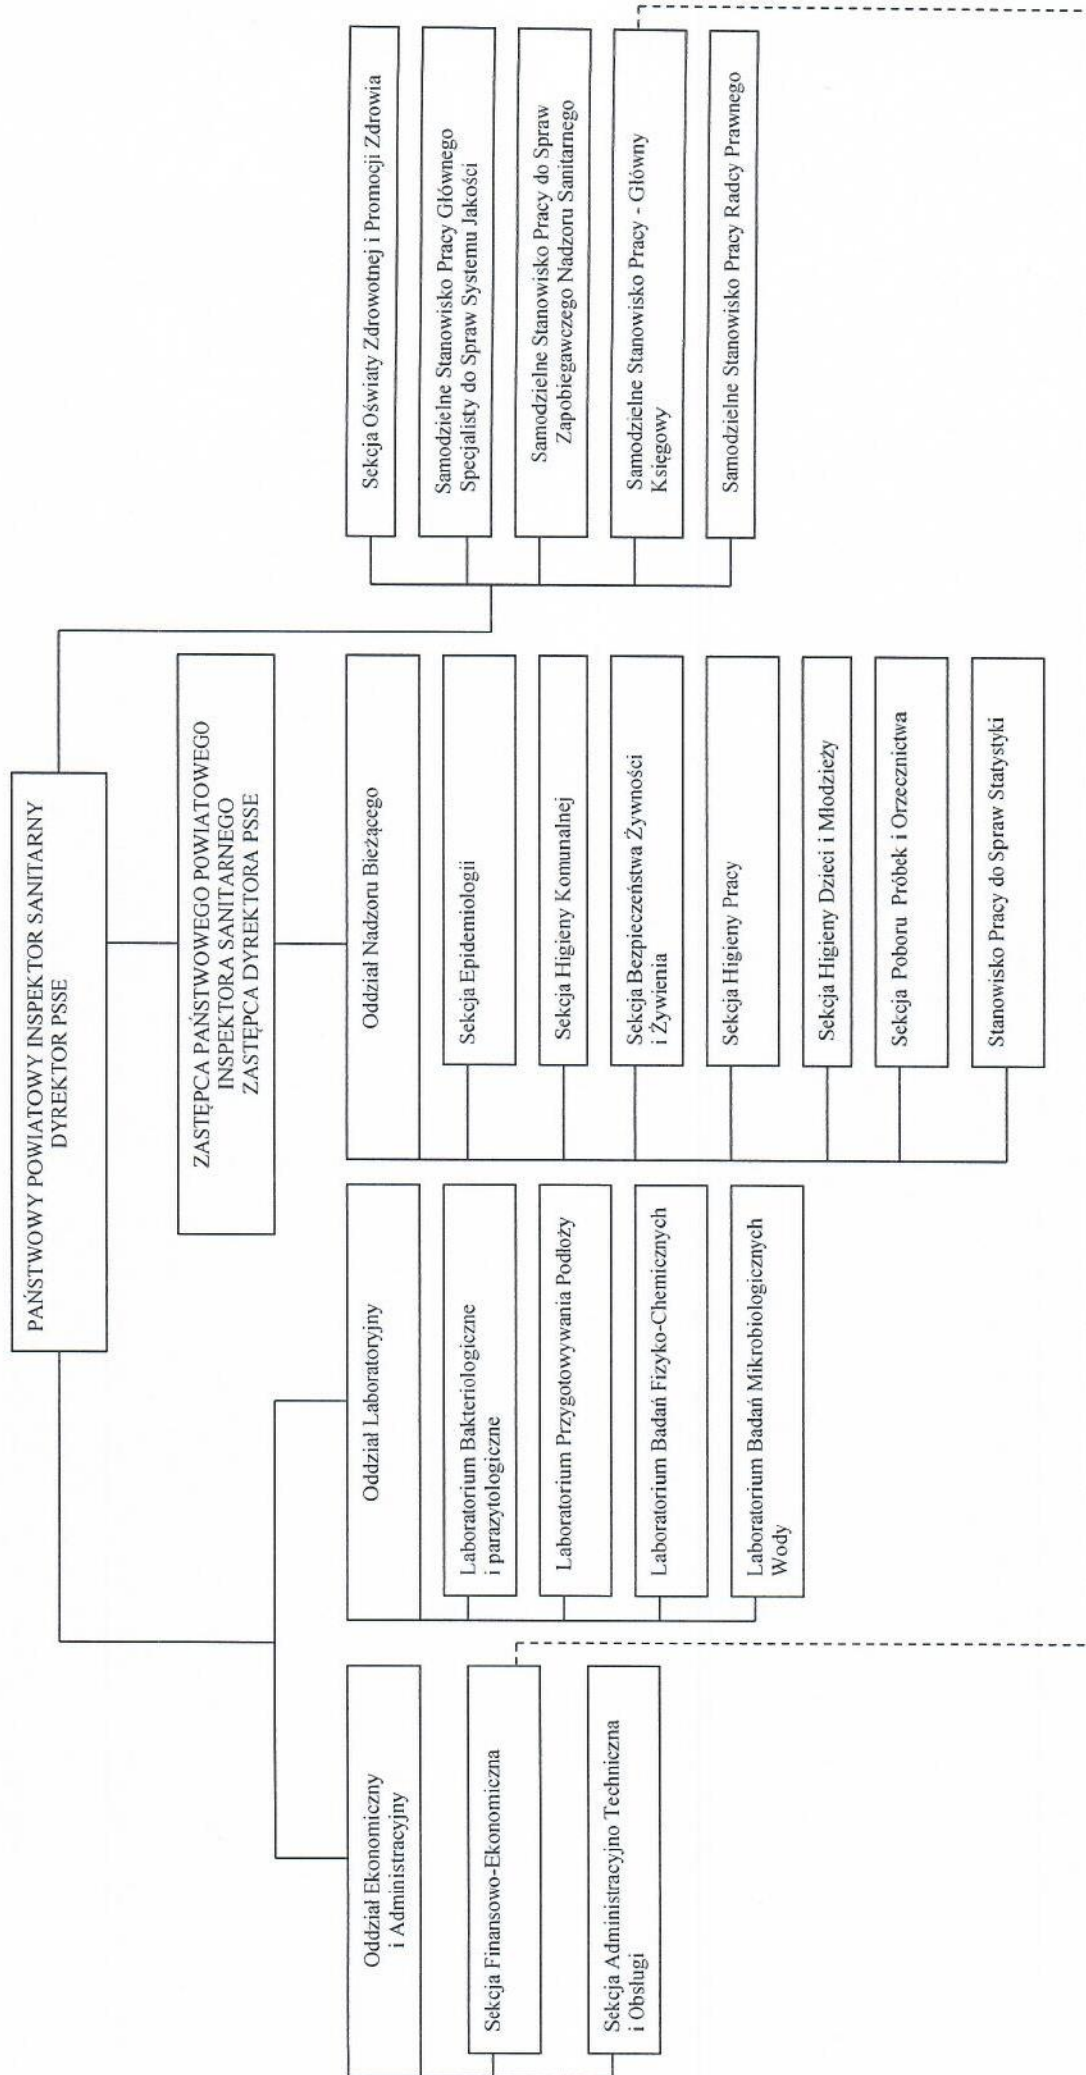 PAŃSTWOWY POWIATOWY INSPEKTOR SANITARNY
DYREKTOR PSSE
ZASTĘPCA PAŃSTWOWEGO POWIATOWEGO
INSPEKTORA SANITARNEGO
ZASTĘPCA DYREKTORA PSSE
Oddział Ekonomiczny
i Administracyjny
Sekcja Finansowo-Ekonomiczna
Sekcja Administracyjno Techniczna
i Obsługi
Oddział Laboratoryjny
Laboratorium Bakteriologiczne
i parazytologiczne
Laboratorium Przygotowywania Podłoży
Laboratorium Badań Fizyko-Chemicznych
Laboratorium Badań Mikrobiologicznych
Wody
Oddział Nadzoru Bieżącego
Sekcja Epidemiologii
Sekcja Higieny Komunalnej
Sekcja Bezpieczeństwa Żywności
i Żywienia
Sekcja Higieny Pracy
Sekcja Higieny Dzieci i Młodzieży
Sekcja Poboru Próbek i Orzecznictwa
Stanowisko Pracy do Spraw Statystyki
Sekcja Oświaty Zdrowotnej i Promocji Zdrowia
Samodzielne Stanowisko Pracy Głównego
Specjalisty do Spraw Systemu Jakości
Samodzielne Stanowisko Pracy do Spraw
Zapobiegawczego Nadzoru Sanitarnego
Samodzielne Stanowisko Pracy - Główny
Księgowy
Samodzielne Stanowisko Pracy Radcy Prawnego